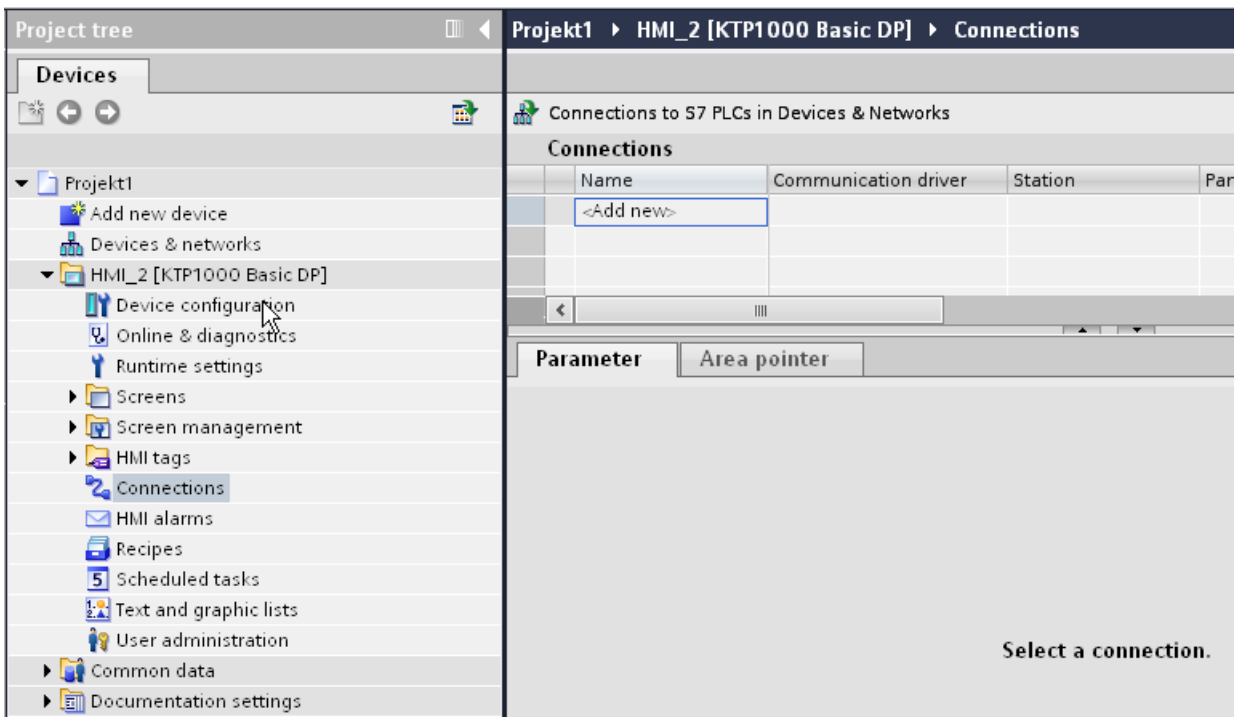 Project tree
Devices
Projekt1
Add new device
Devices & networks
HMI_2 [KTP1000 Basic DP]
Device configuration
Online & diagnostics
Runtime settings
Screens
Screen management
HMI tags
Connections
HMI alarms
Recipes
Scheduled tasks
Text and graphic lists
User administration
Common data
Documentation settings
Projekt1 HMI_2 [KTP1000 Basic DP] Connections
Connections to S7 PLCs in Devices & Networks
Connections
Name Communication driver Station Par
<Add new>
Parameter Area pointer
Select a connection.